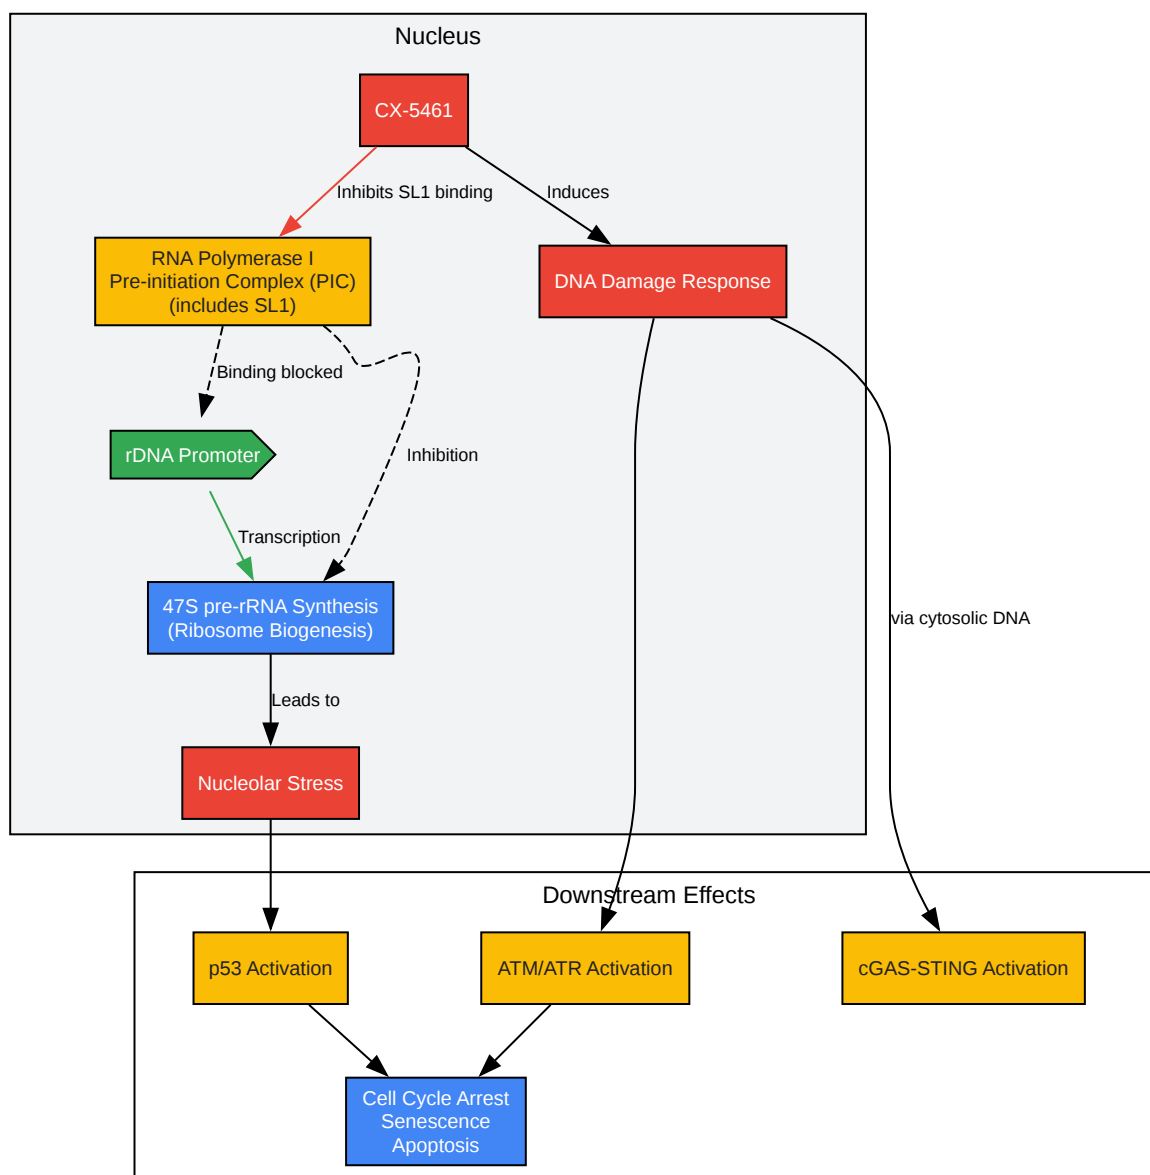 Nucleus
CX-5461
Inhibits SL1 binding
Induces
RNA Polymerase I
Pre-initiation Complex (PIC)
(includes SL1)
DNA Damage Response
Binding blocked
rDNA Promoter
Inhibition
Transcription
47S pre-rRNA Synthesis
(Ribosome Biogenesis)
via cytosolic DNA
Leads to
Nucleolar Stress
Downstream Effects
p53 Activation
ATM/ATR Activation
cGAS-STING Activation
Cell Cycle Arrest
Senescence
Apoptosis